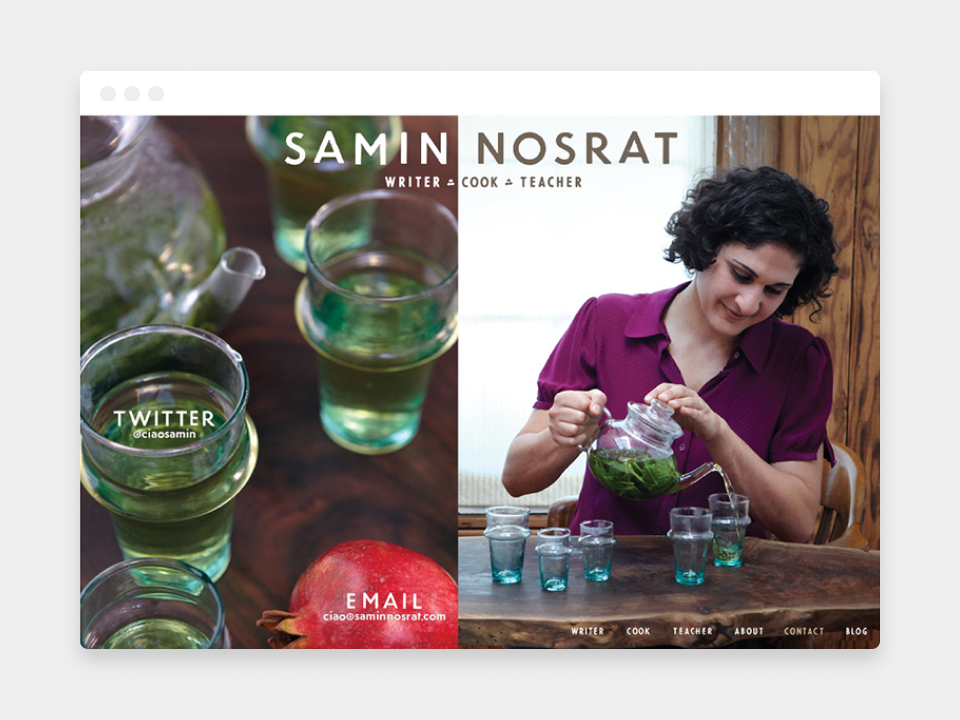 SAMIN NOSRAT
WRITER COOK TEACHER
TWITTER
@ciaosamin
EMAIL
ciao@saminnosrat.com
WRITER COOK TEACHER ABOUT CONTACT BLOG